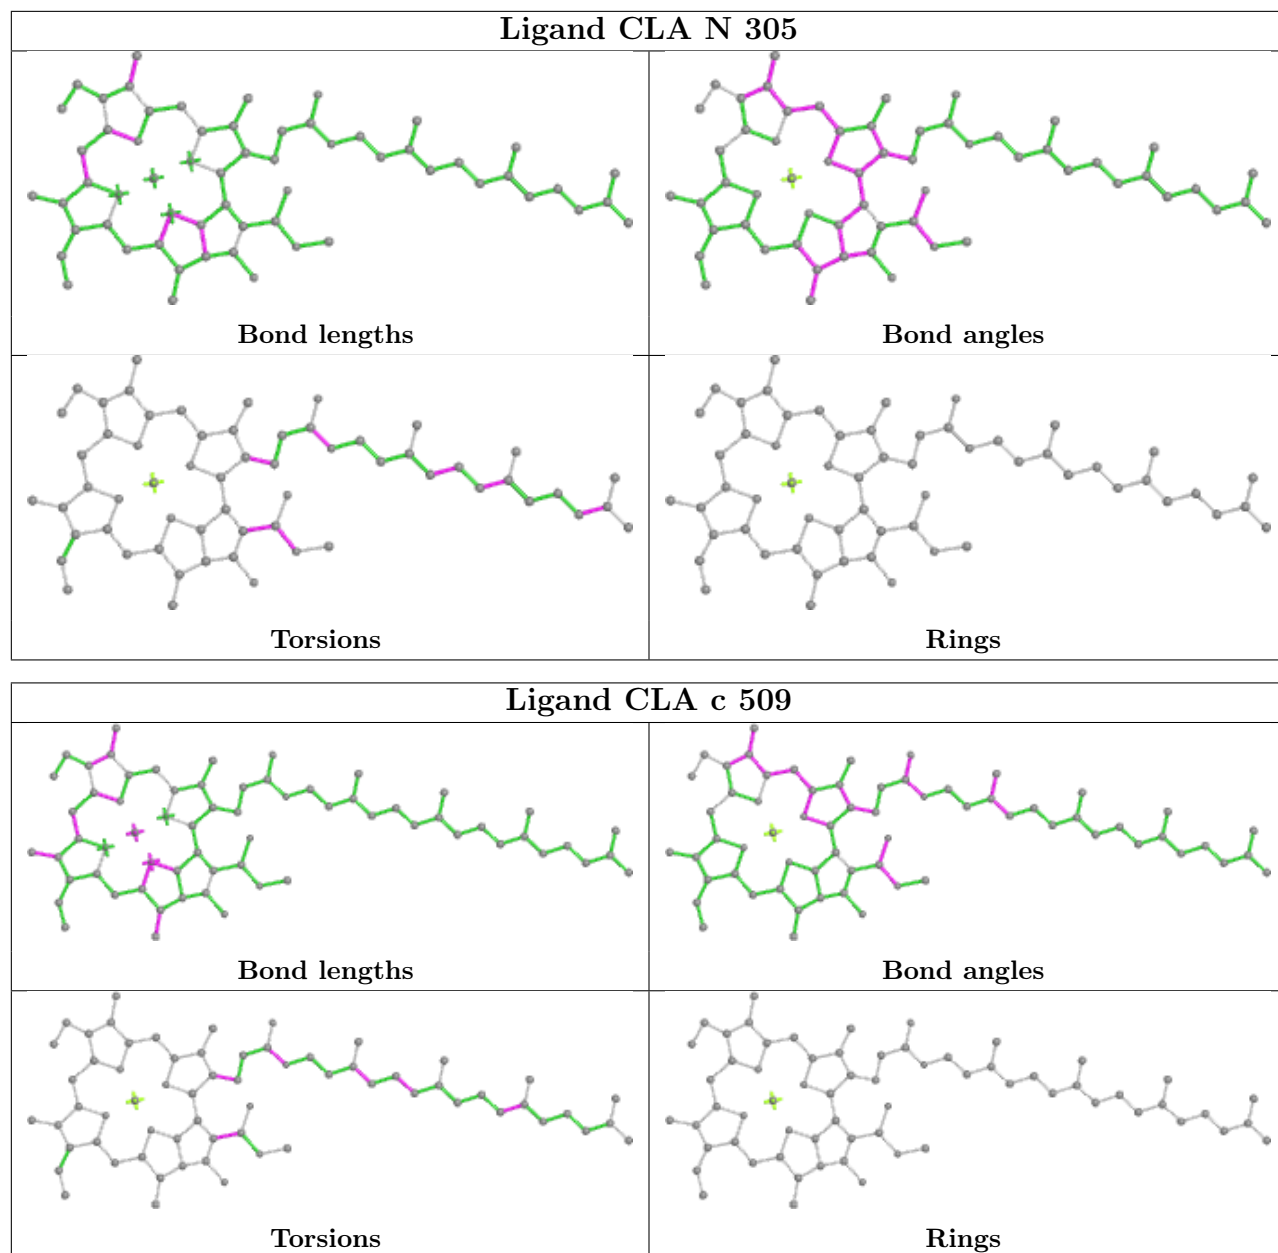 Ligand CLA N 305
Bond lengths
Bond angles
Torsions
Rings
Ligand CLA c 509
Bond lengths
Bond angles
Torsions
Rings